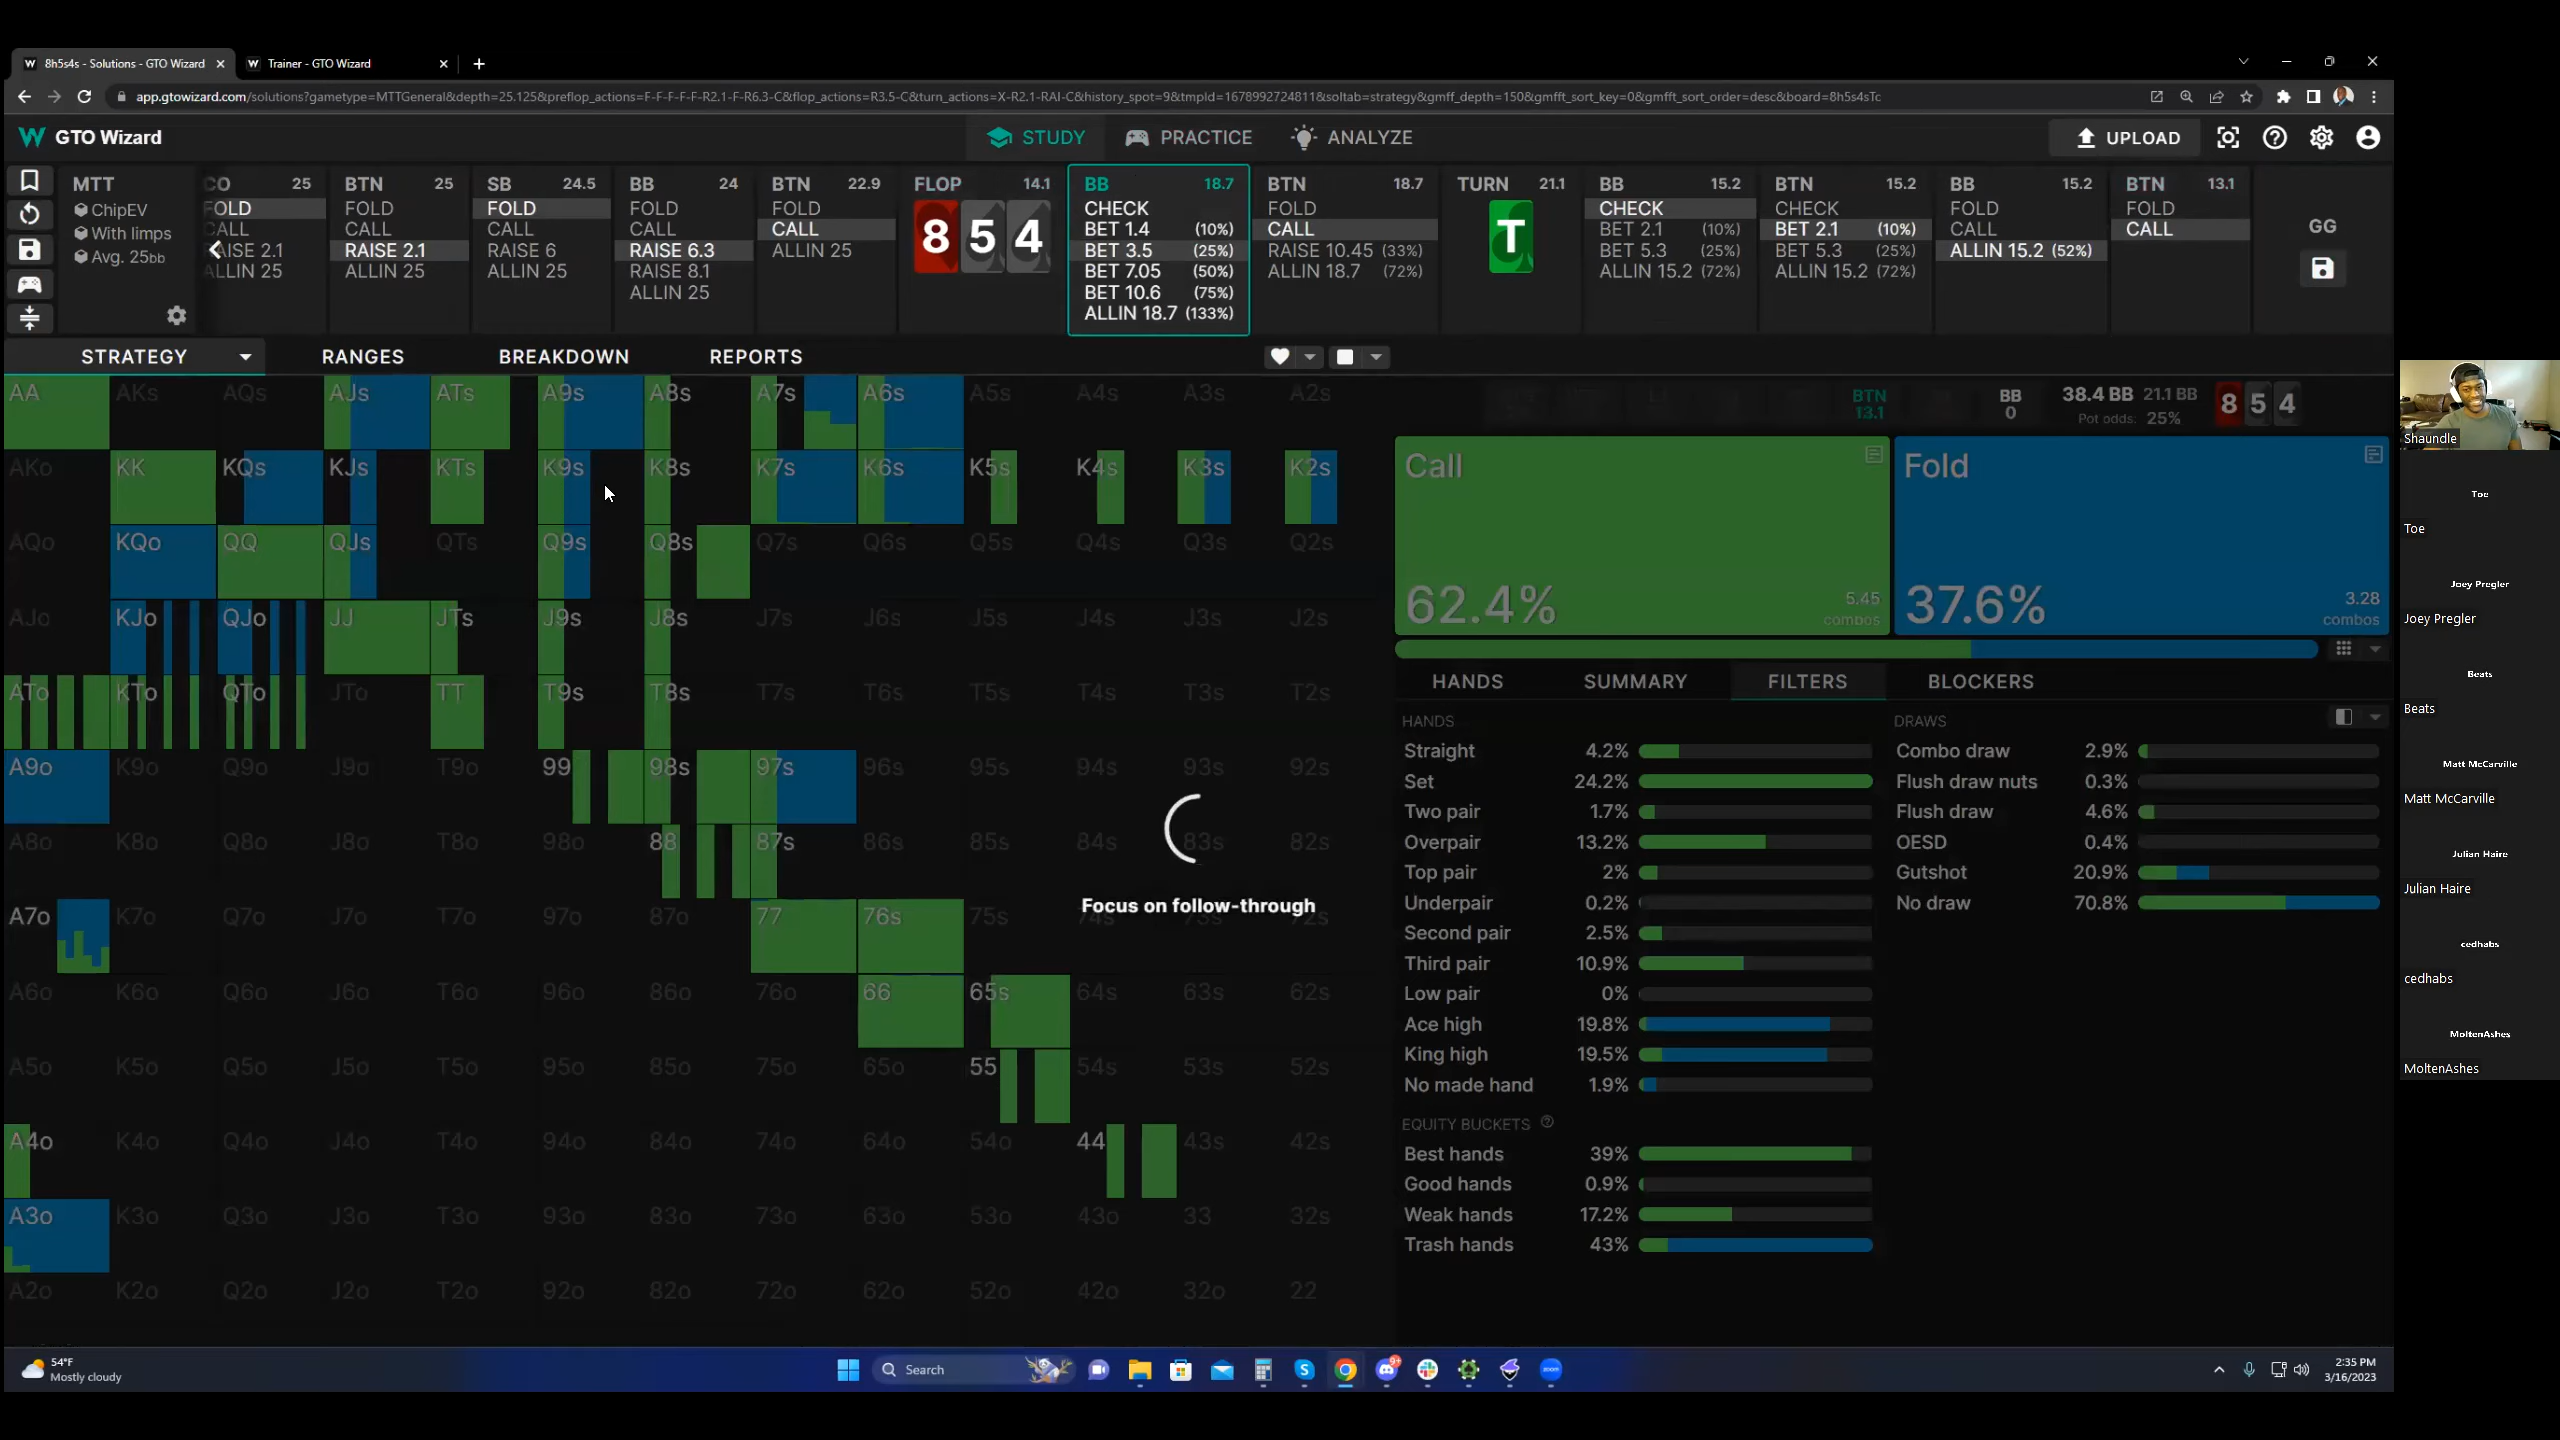 8h5s4s - Solutions - GTO Wizard
Trainer - GTO Wizard
app.gtowizard.com/solutions?gametype=MTTGeneral&depth=25.125&preflop_actions=F-F-F-F-F-R2.1-F-R6.3-C&flop_actions=R3.5-C&turn_actions=X-R2.1-RAI-C&history_spot=9&tmpId=1678992724811&soltab=strategy&gmff_depth=150&gmfft_sort_key=0&gmfft_sort_order=desc&board=8h5s4sTc
GTO Wizard
STUDY
PRACTICE
ANALYZE
UPLOAD
MTT
ChipEV
With limps
Avg. 25bb
CO 25
FOLD
CALL
RAISE 2.1
ALLIN 25
BTN 25
FOLD
CALL
RAISE 2.1
ALLIN 25
SB 24.5
FOLD
CALL
RAISE 6
ALLIN 25
BB 24
FOLD
CALL
RAISE 6.3
RAISE 8.1
ALLIN 25
BTN 22.9
FOLD
CALL
ALLIN 25
FLOP 14.1
8 5 4
BB 18.7
CHECK
BET 1.4 (10%)
BET 3.5 (25%)
BET 7.05 (50%)
BET 10.6 (75%)
ALLIN 18.7 (133%)
BTN 18.7
FOLD
CALL
RAISE 10.45 (33%)
ALLIN 18.7 (72%)
TURN 21.1
T
BB 15.2
CHECK
BET 2.1 (10%)
BET 5.3 (25%)
ALLIN 15.2 (72%)
BTN 15.2
CHECK
BET 2.1 (10%)
BET 5.3 (25%)
ALLIN 15.2 (72%)
BB 15.2
FOLD
CALL
ALLIN 15.2 (52%)
BTN 13.1
FOLD
CALL
GG
STRATEGY
RANGES
BREAKDOWN
REPORTS
AA AKs AQs AJs ATs A9s A8s A7s A6s A5s A4s A3s A2s
AKo KK KQs KJs KTs K9s K8s K7s K6s K5s K4s K3s K2s
AQo KQo QQ QJs QTs Q9s Q8s Q7s Q6s Q5s Q4s Q3s Q2s
AJo KJo QJo JJ JTs J9s J8s J7s J6s J5s J4s J3s J2s
ATo KTo QTo JTo TT T9s T8s T7s T6s T5s T4s T3s T2s
A9o K9o Q9o J9o T9o 99 98s 97s 96s 95s 94s 93s 92s
A8o K8o Q8o J8o T8o 98o 88 87s 86s 85s 84s 83s 82s
A7o K7o Q7o J7o T7o 97o 87o 77 76s 75s 74s 73s 72s
A6o K6o Q6o J6o T6o 96o 86o 76o 66 65s 64s 63s 62s
A5o K5o Q5o J5o T5o 95o 85o 75o 65o 55 54s 53s 52s
A4o K4o Q4o J4o T4o 94o 84o 74o 64o 54o 44 43s 42s
A3o K3o Q3o J3o T3o 93o 83o 73o 63o 53o 43o 33 32s
A2o K2o Q2o J2o T2o 92o 82o 72o 62o 52o 42o 32o 22
Focus on follow-through
BTN
13.1
BB
0
38.4 BB 21.1 BB
Pot odds: 25%
8 5 4
Call
62.4%
5.45
combos
Fold
37.6%
3.28
combos
HANDS
SUMMARY
FILTERS
BLOCKERS
HANDS
Straight 4.2%
Set 24.2%
Two pair 1.7%
Overpair 13.2%
Top pair 2%
Underpair 0.2%
Second pair 2.5%
Third pair 10.9%
Low pair 0%
Ace high 19.8%
King high 19.5%
No made hand 1.9%
EQUITY BUCKETS
Best hands 39%
Good hands 0.9%
Weak hands 17.2%
Trash hands 43%
DRAWS
Combo draw 2.9%
Flush draw nuts 0.3%
Flush draw 4.6%
OESD 0.4%
Gutshot 20.9%
No draw 70.8%
Shaundle
Toe
Toe
Joey Pregler
Joey Pregler
Beats
Beats
Matt McCarville
Matt McCarville
Julian Haire
Julian Haire
cedhabs
cedhabs
MoltenAshes
MoltenAshes
54°F
Mostly cloudy
Search
9+
2:35 PM
3/16/2023